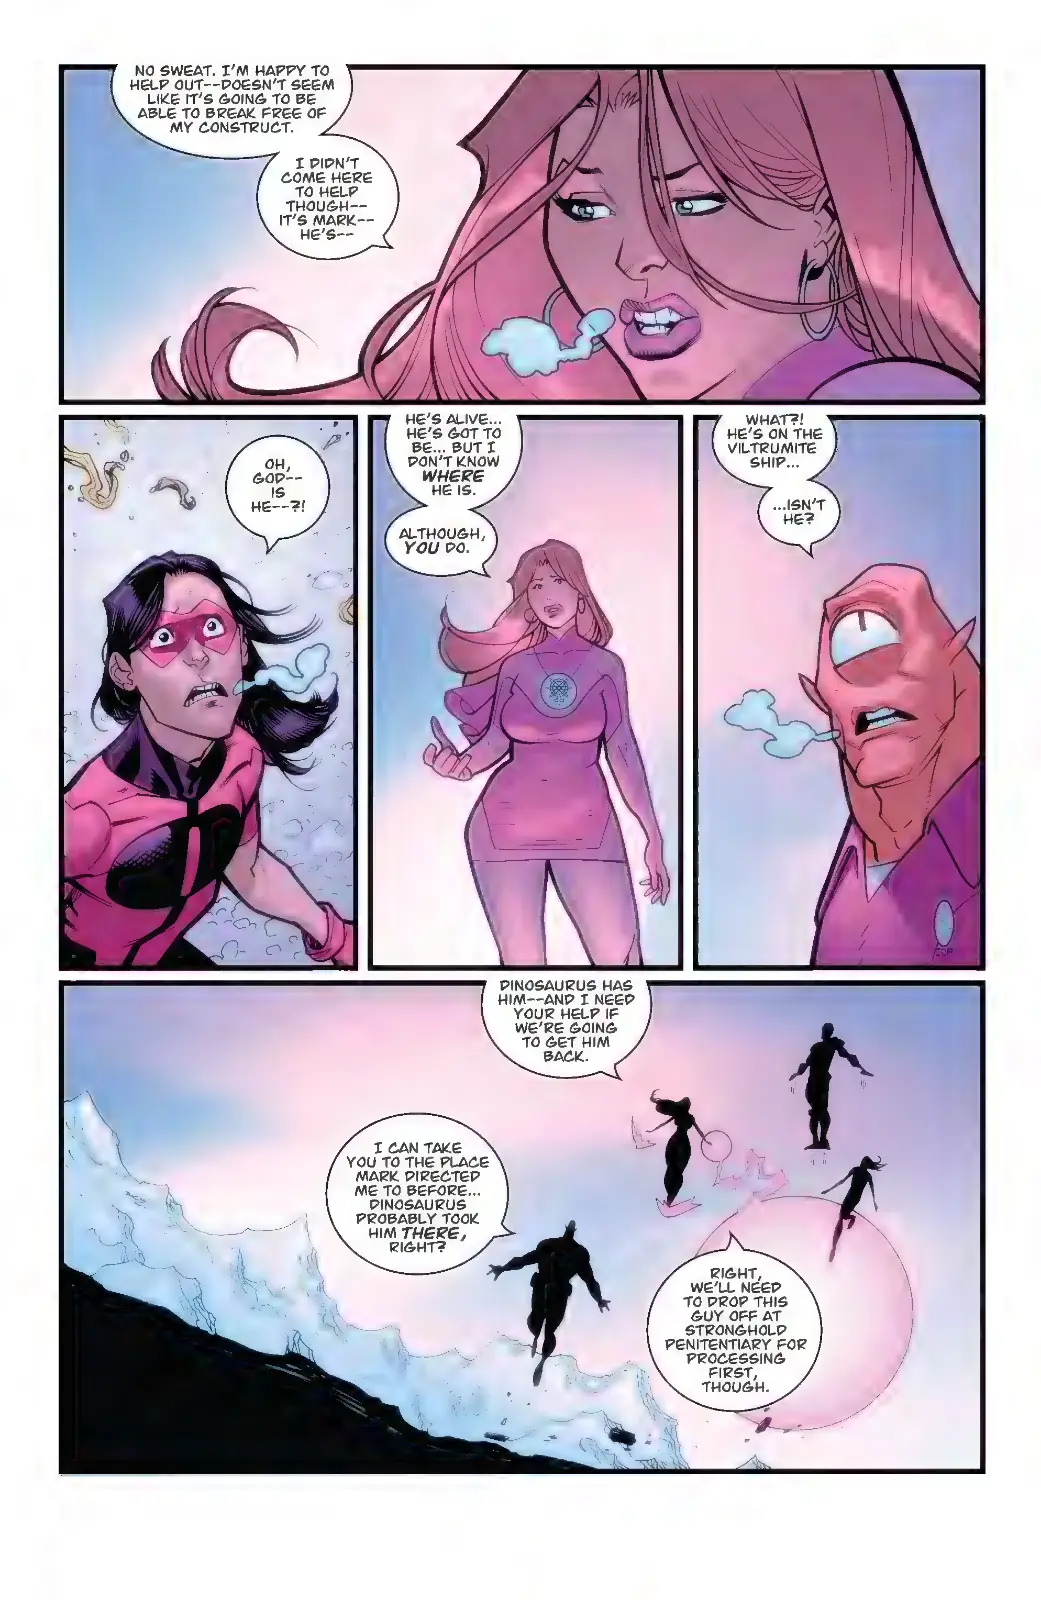 NO SWEAT. I'M HAPPY TO
HELP OUT--DOESN'T SEEM
LIKE IT'S GOING TO BE
ABLE TO BREAK FREE OF
MY CONSTRUCT.
I DIDN'T
COME HERE
TO HELP
THOUGH--
IT'S MARK--
HE'S--
OH,
GOD--
IS
HE--?!
HE'S ALIVE...
HE'S GOT TO
BE... BUT I
DON'T KNOW
WHERE
HE IS.
ALTHOUGH,
YOU DO.
WHAT?!
HE'S ON THE
VILTRUMITE
SHIP...
...ISN'T
HE?
DINOSAURUS HAS
HIM--AND I NEED
YOUR HELP IF
WE'RE GOING
TO GET HIM
BACK.
I CAN TAKE
YOU TO THE PLACE
MARK DIRECTED
ME TO BEFORE...
DINOSAURUS
PROBABLY TOOK
HIM THERE,
RIGHT?
RIGHT,
WE'LL NEED
TO DROP THIS
GUY OFF AT
STRONGHOLD
PENITENTIARY FOR
PROCESSING
FIRST,
THOUGH.